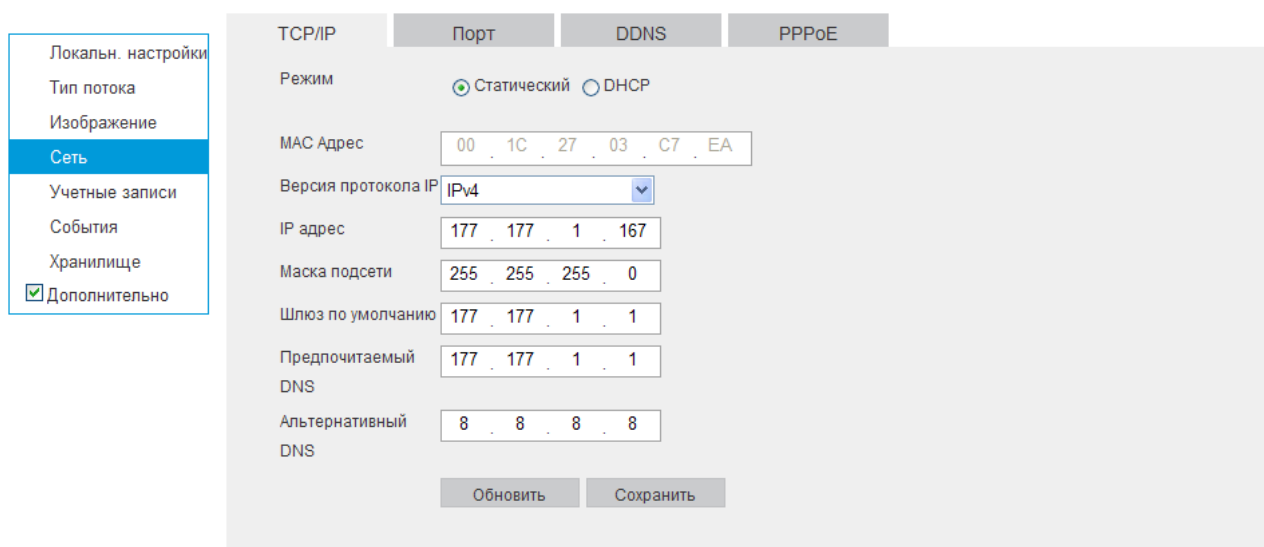 TCP/IP Порт DDNS PPPoE
Локальн. настройки
Тип потока
Изображение
Сеть
Учетные записи
События
Хранилище
Дополнительно
Режим Статический DHCP
MAC Адрес 00 . 1C . 27 . 03 . C7 . EA
Версия протокола IP IPv4
IP адрес 177 . 177 . 1 . 167
Маска подсети 255 . 255 . 255 . 0
Шлюз по умолчанию 177 . 177 . 1 . 1
Предпочитаемый DNS 177 . 177 . 1 . 1
Альтернативный DNS 8 . 8 . 8 . 8
Обновить Сохранить